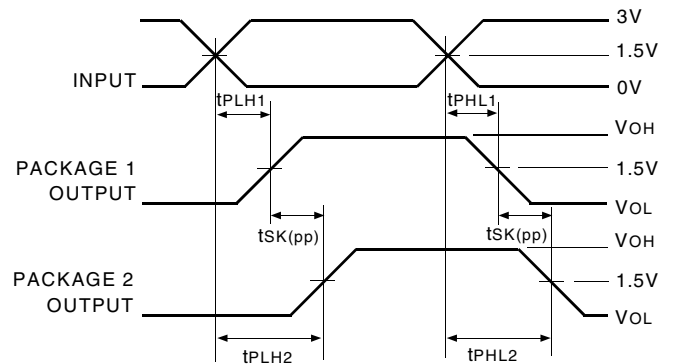 3V
1.5V
INPUT
0V
tPLH1
tPHL1
VOH
PACKAGE 1
OUTPUT
1.5V
VOL
tSK(pp)
tSK(pp)
VOH
PACKAGE 2
OUTPUT
1.5V
VOL
tPLH2
tPHL2